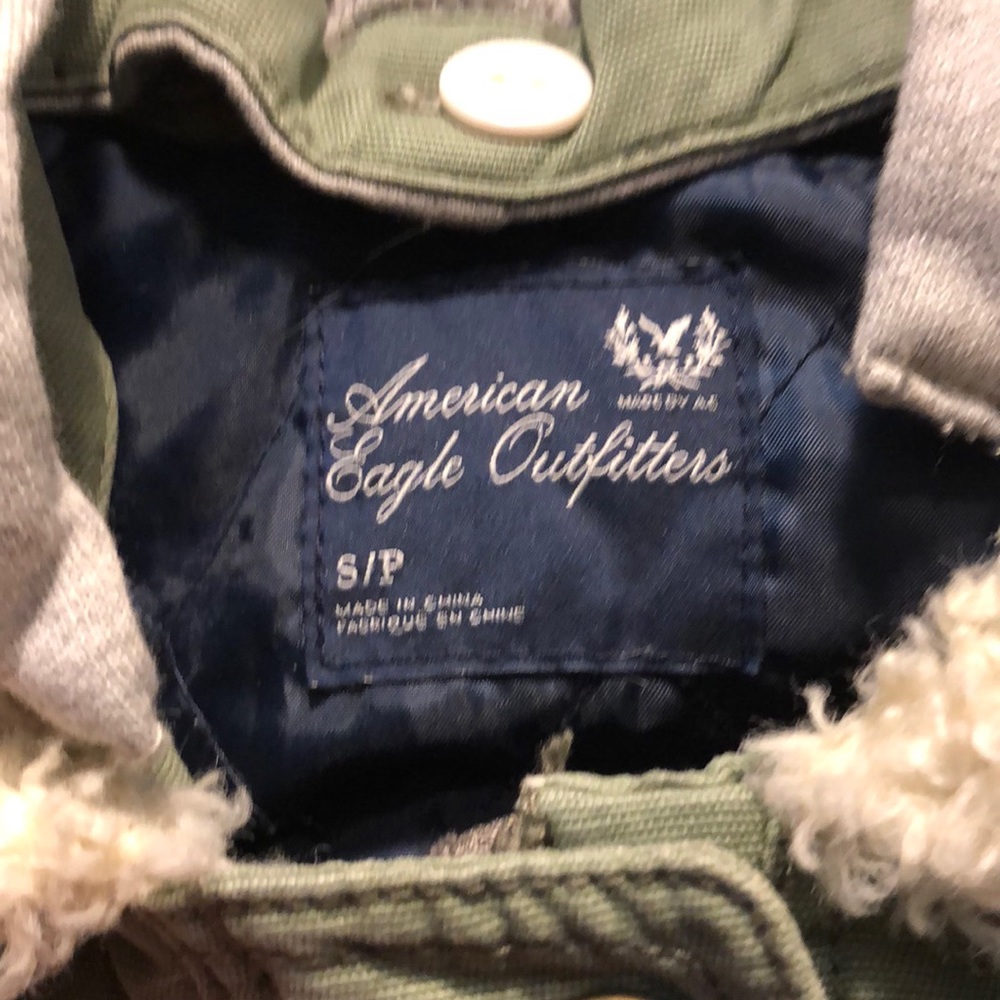 MADE BY AE
American
Eagle Outfitters
S/P
MADE IN CHINA
FABRIQUE EN CHINE